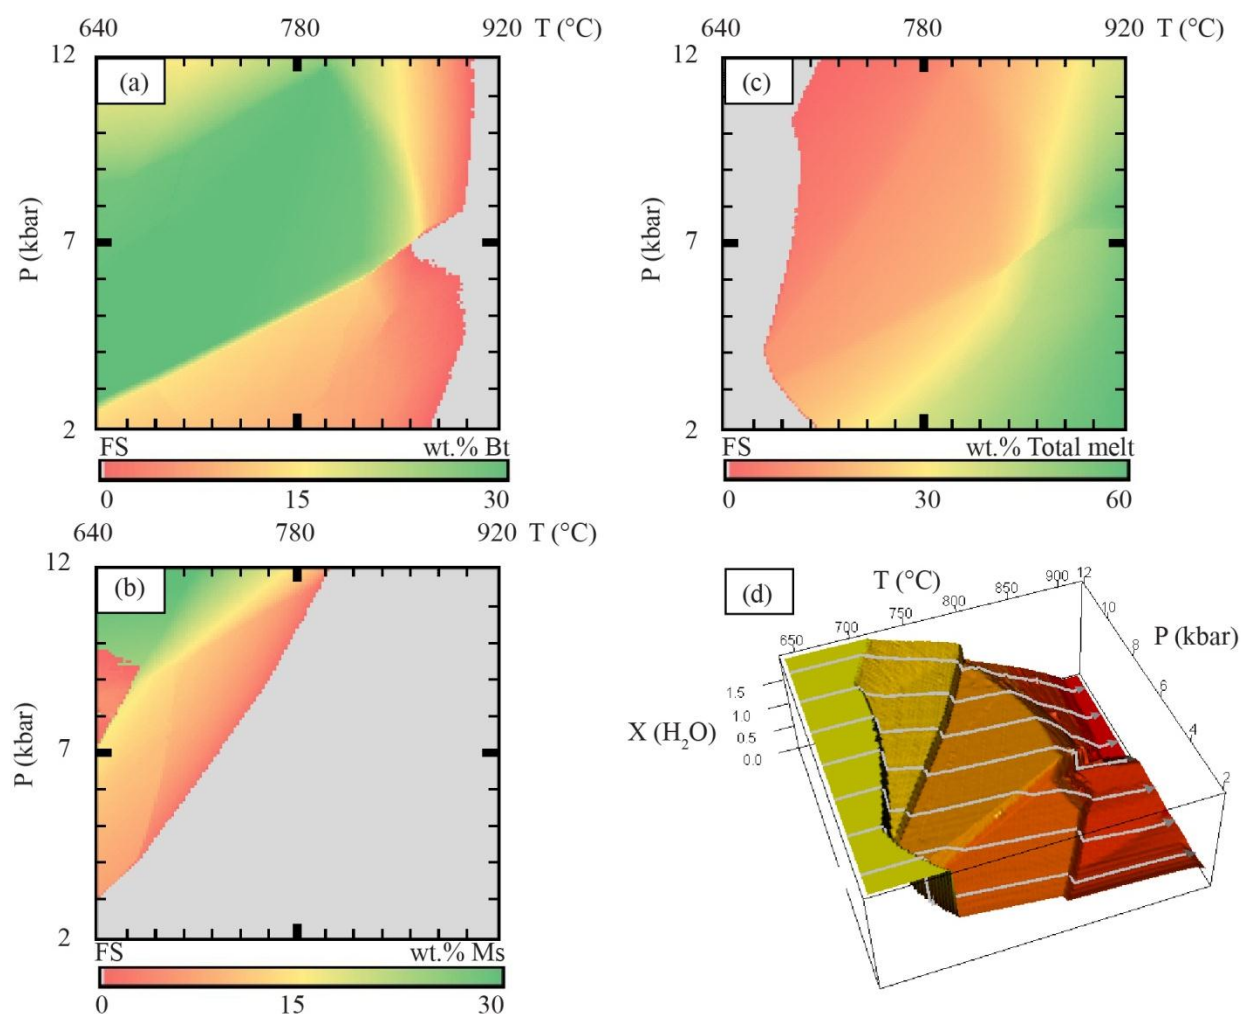 640 780 920 T (°C)
12
(a)
P (kbar)
7
2
FS wt.% Bt
0 15 30
640 780 920 T (°C)
12
(c)
P (kbar)
7
2
FS wt.% Total melt
0 30 60
640 780 920 T (°C)
12
(b)
P (kbar)
7
2
FS wt.% Ms
0 15 30
(d)
T (°C)
650 700 750 800 850 900
12 10 8 6 4 2
P (kbar)
X (H₂O)
1.5
1.0
0.5
0.0